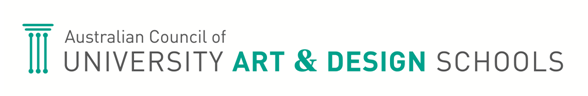 Australian Council of
UNIVERSITY ART & DESIGN SCHOOLS